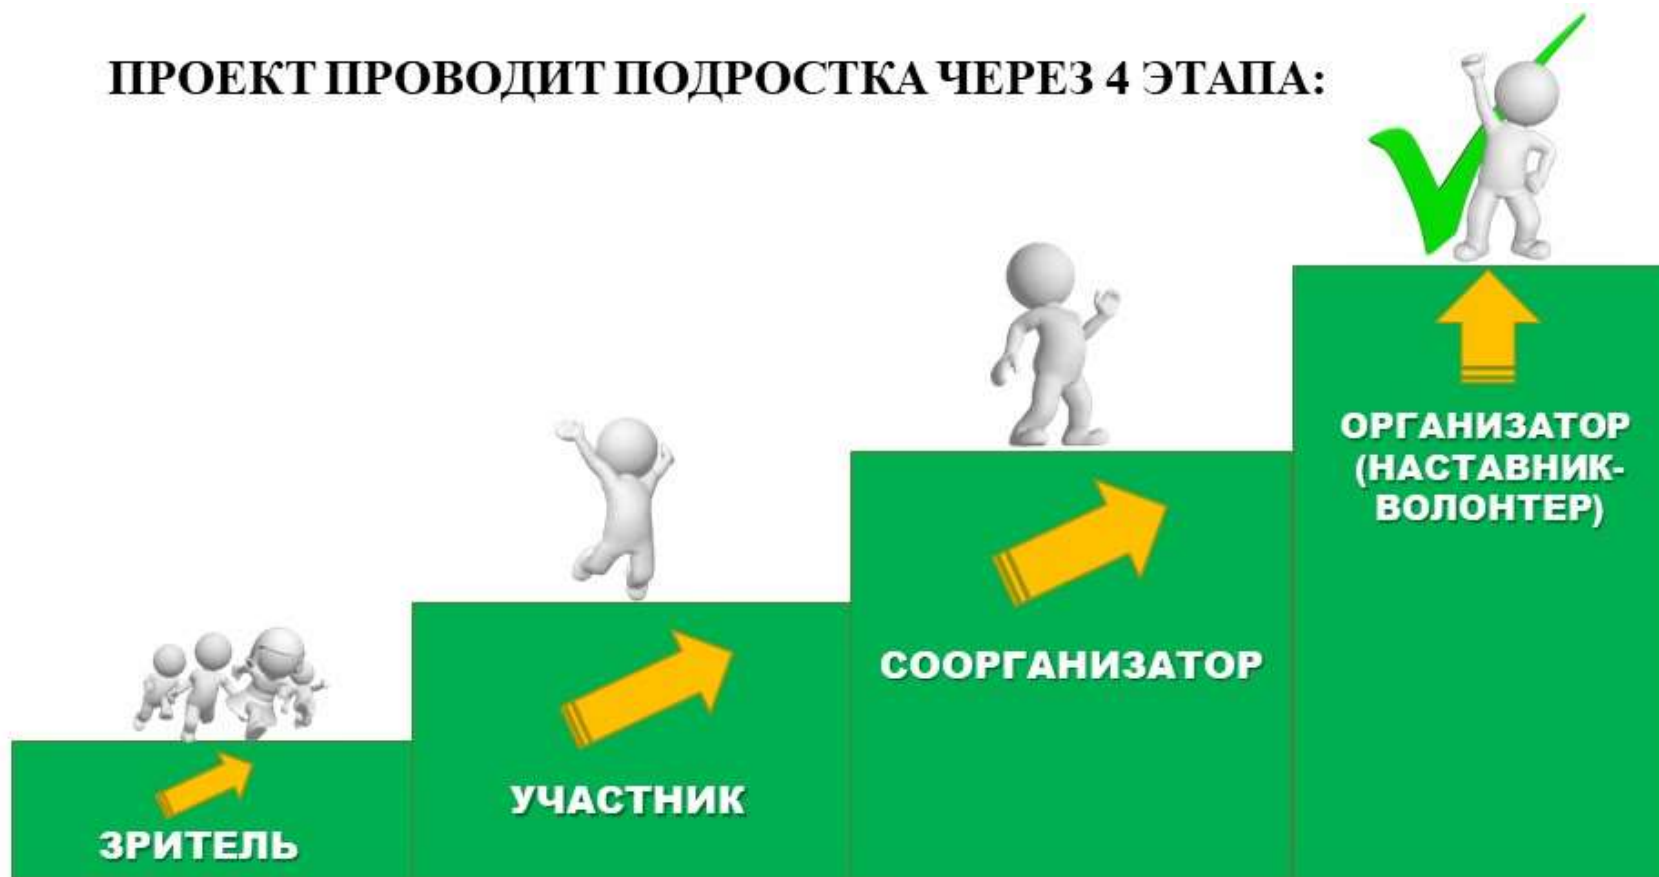 ПРОЕКТ ПРОВОДИТ ПОДРОСТКА ЧЕРЕЗ 4 ЭТАПА:
ЗРИТЕЛЬ
УЧАСТНИК
СООРГАНИЗАТОР
ОРГАНИЗАТОР
(НАСТАВНИК-
ВОЛОНТЕР)